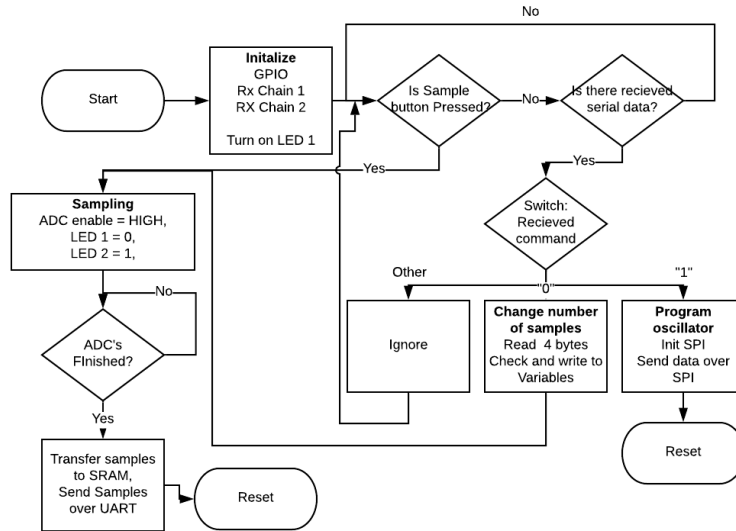 No
Initalize
GPIO
Rx Chain 1
RX Chain 2
Turn on LED 1
Start
Is Sample
button Pressed?
No
Is there recieved
serial data?
Yes
Yes
Sampling
ADC enable = HIGH,
LED 1 = 0,
LED 2 = 1,
Switch:
Recieved
command
Other
"0"
"1"
No
Ignore
Change number
of samples
Read 4 bytes
Check and write to
Variables
Program
oscillator
Init SPI
Send data over
SPI
ADC's
FInished?
Yes
Transfer samples
to SRAM,
Send Samples
over UART
Reset
Reset